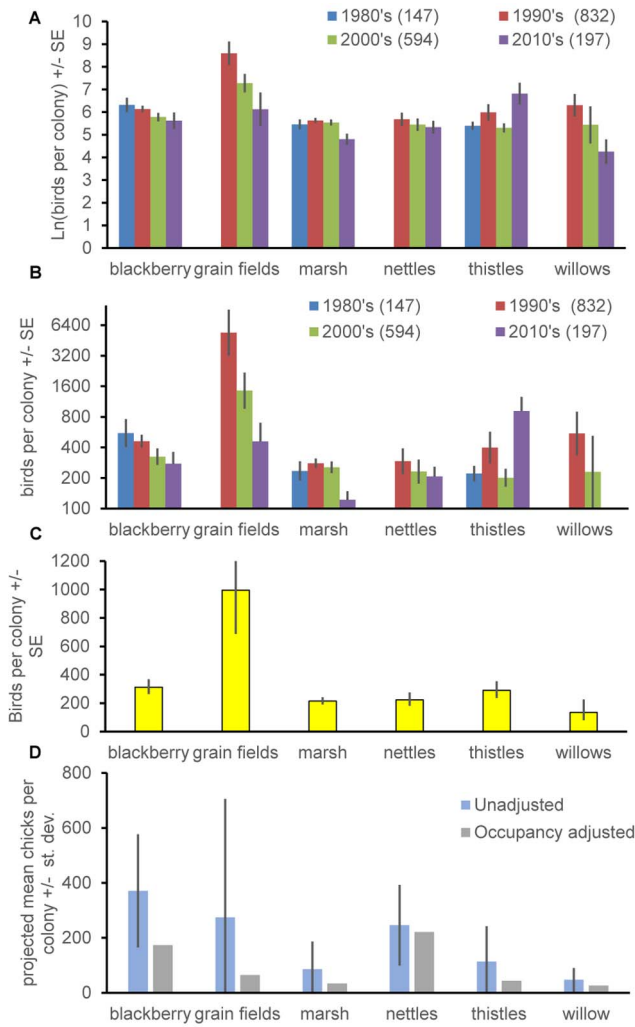 A
1980's (147)
1990's (832)
2000's (594)
2010's (197)
Ln(birds per colony) +/- SE
10
9
8
7
6
5
4
3
2
1
0
blackberry grain fields marsh nettles thistles willows
B
1980's (147)
1990's (832)
2000's (594)
2010's (197)
birds per colony +/- SE
6400
3200
1600
800
400
200
100
blackberry grain fields marsh nettles thistles willows
C
Birds per colony +/-
SE
1200
1000
800
600
400
200
0
blackberry grain fields marsh nettles thistles willows
D
Unadjusted
Occupancy adjusted
projected mean chicks per
colony +/- st. dev.
800
600
400
200
0
blackberry grain fields marsh nettles thistles willow